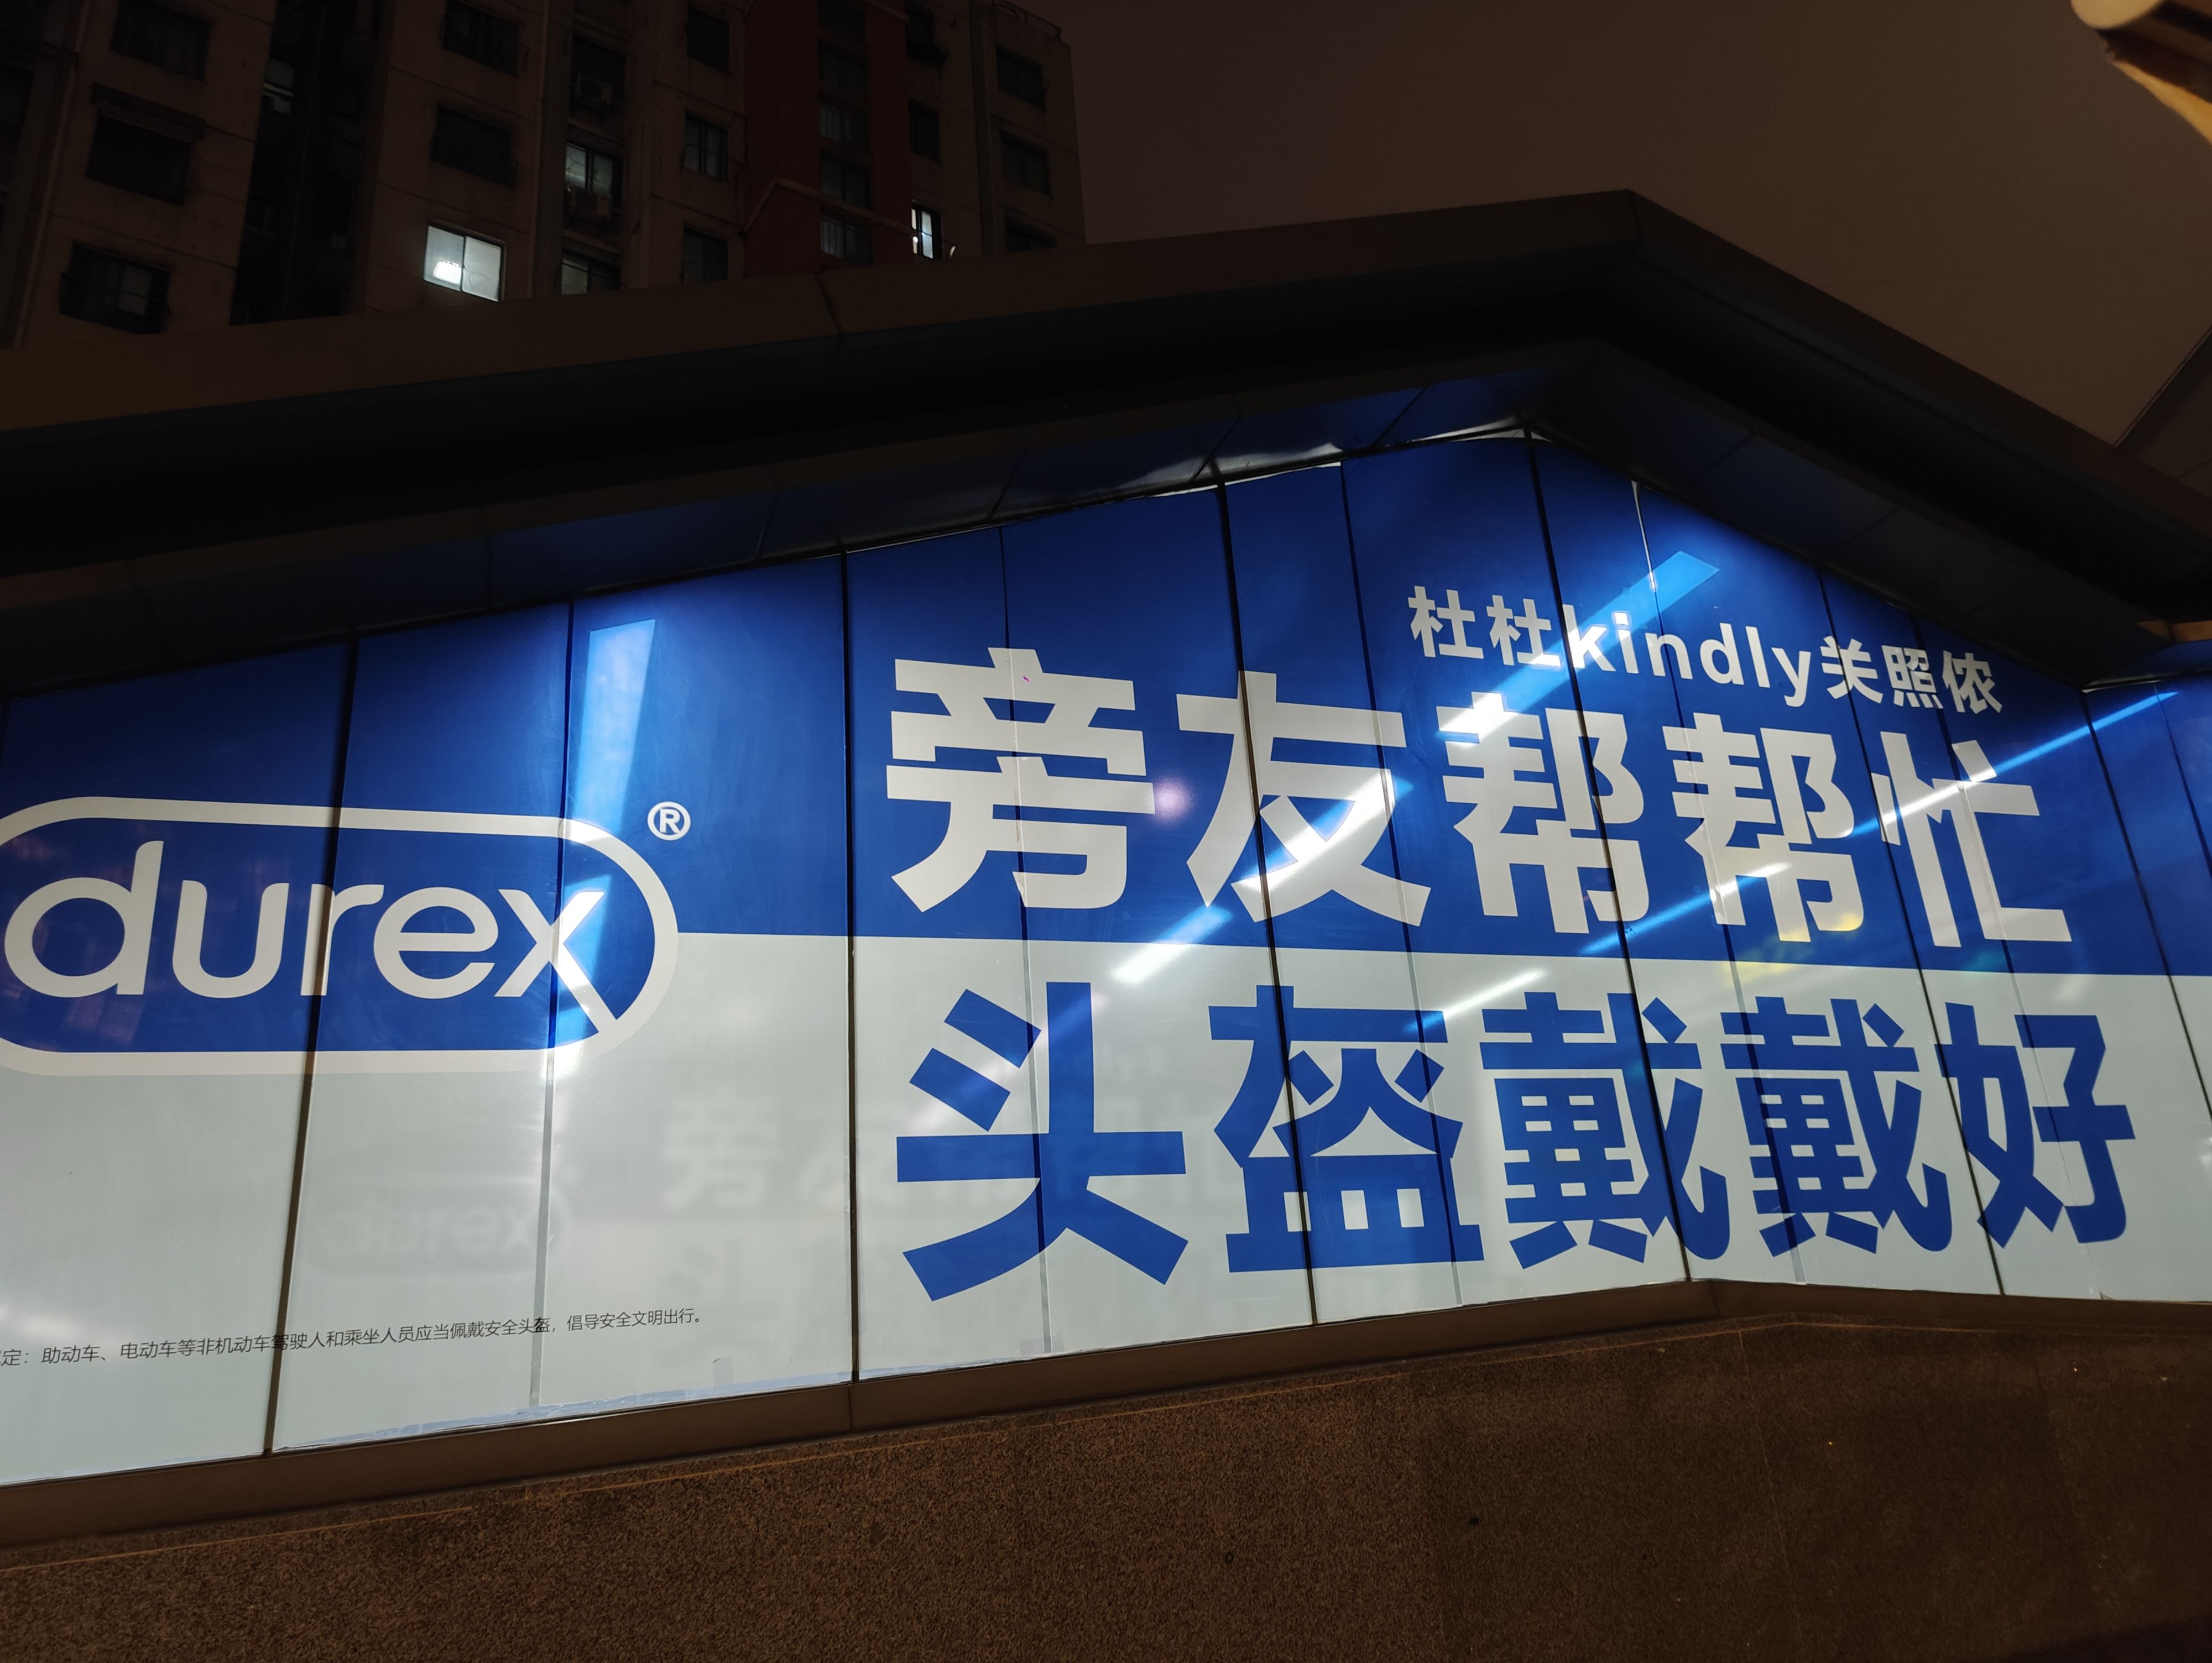 杜杜kindly关照侬
旁友帮帮忙
durex®
头盔戴戴好
定：助动车、电动车等非机动车驾驶人和乘坐人员应当佩戴安全头盔，倡导安全文明出行。